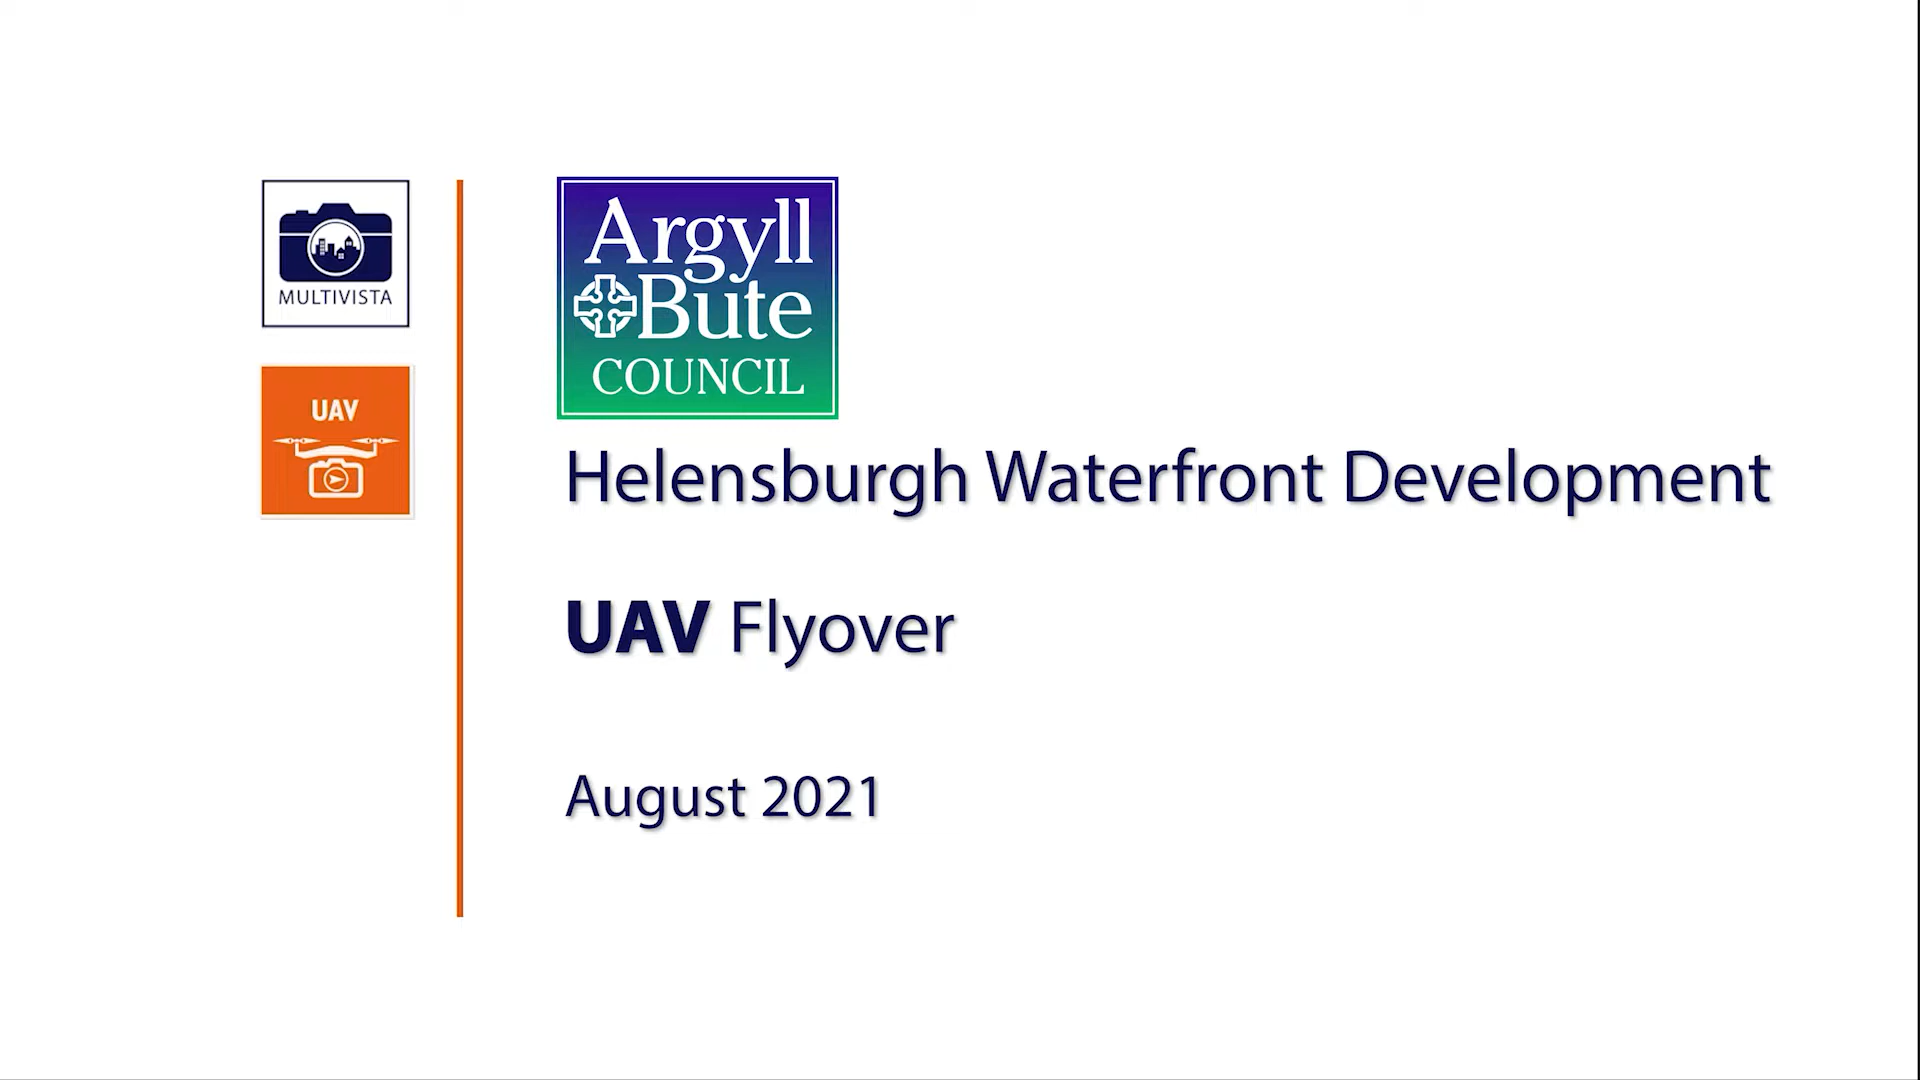 MULTIVISTA
UAV
Argyll
Bute
COUNCIL
Helensburgh Waterfront Development
UAV Flyover
August 2021